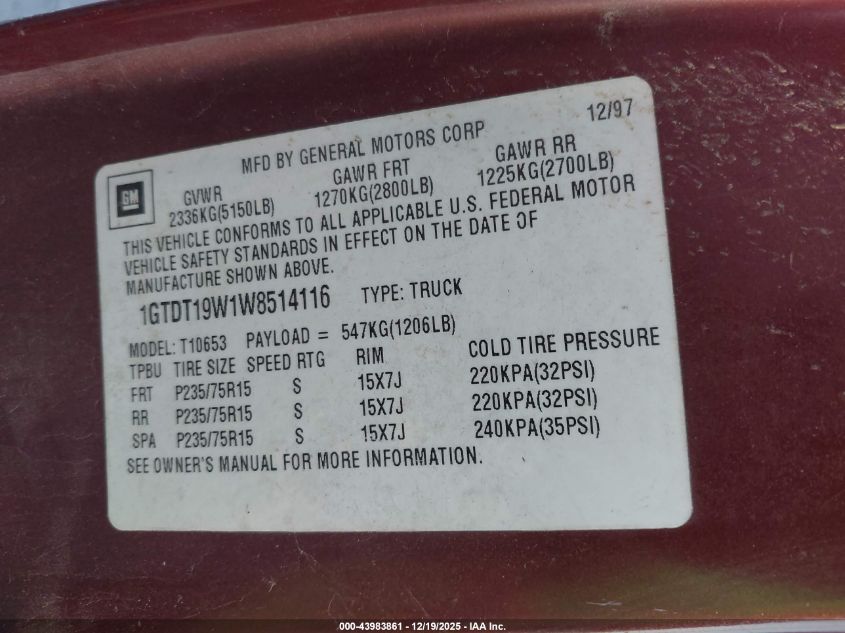 12/97
MFD BY GENERAL MOTORS CORP
GM
GVWR GAWR FRT GAWR RR
2336KG(5150LB) 1270KG(2800LB) 1225KG(2700LB)
THIS VEHICLE CONFORMS TO ALL APPLICABLE U.S. FEDERAL MOTOR
VEHICLE SAFETY STANDARDS IN EFFECT ON THE DATE OF
MANUFACTURE SHOWN ABOVE.
1GTDT19W1W8514116 TYPE: TRUCK
MODEL: T10653 PAYLOAD = 547KG(1206LB)
TPBU TIRE SIZE SPEED RTG RIM COLD TIRE PRESSURE
FRT P235/75R15 S 15X7J 220KPA(32PSI)
RR P235/75R15 S 15X7J 220KPA(32PSI)
SPA P235/75R15 S 15X7J 240KPA(35PSI)
SEE OWNER'S MANUAL FOR MORE INFORMATION.
000-43983861 - 12/19/2025 - IAA Inc.